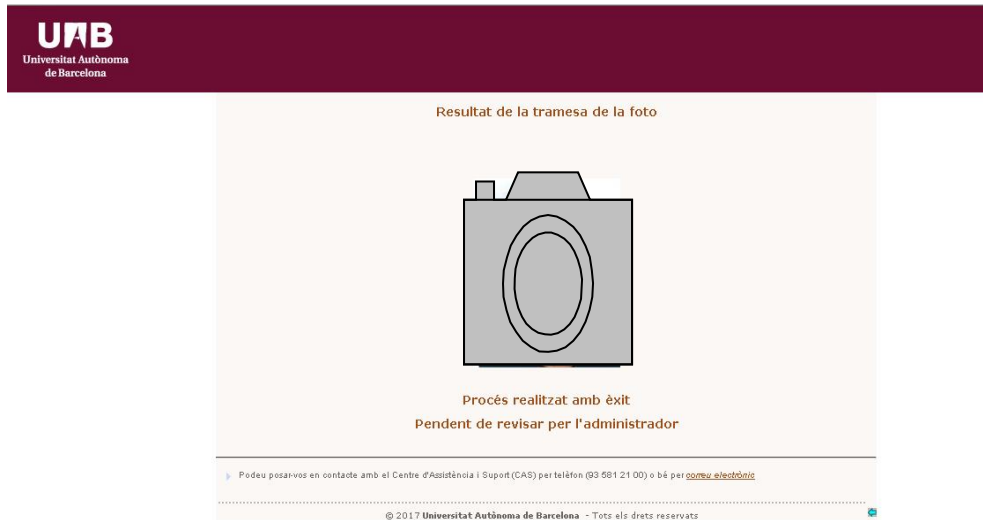 UAB
Universitat Autònoma
de Barcelona
Resultat de la tramesa de la foto
Procés realitzat amb èxit
Pendent de revisar per l'administrador
Podeu posar-vos en contacte amb el Centre d'Assistència i Suport (CAS) per telèfon (93 581 21 00) o bé per correu electrònic
© 2017 Universitat Autònoma de Barcelona - Tots els drets reservats